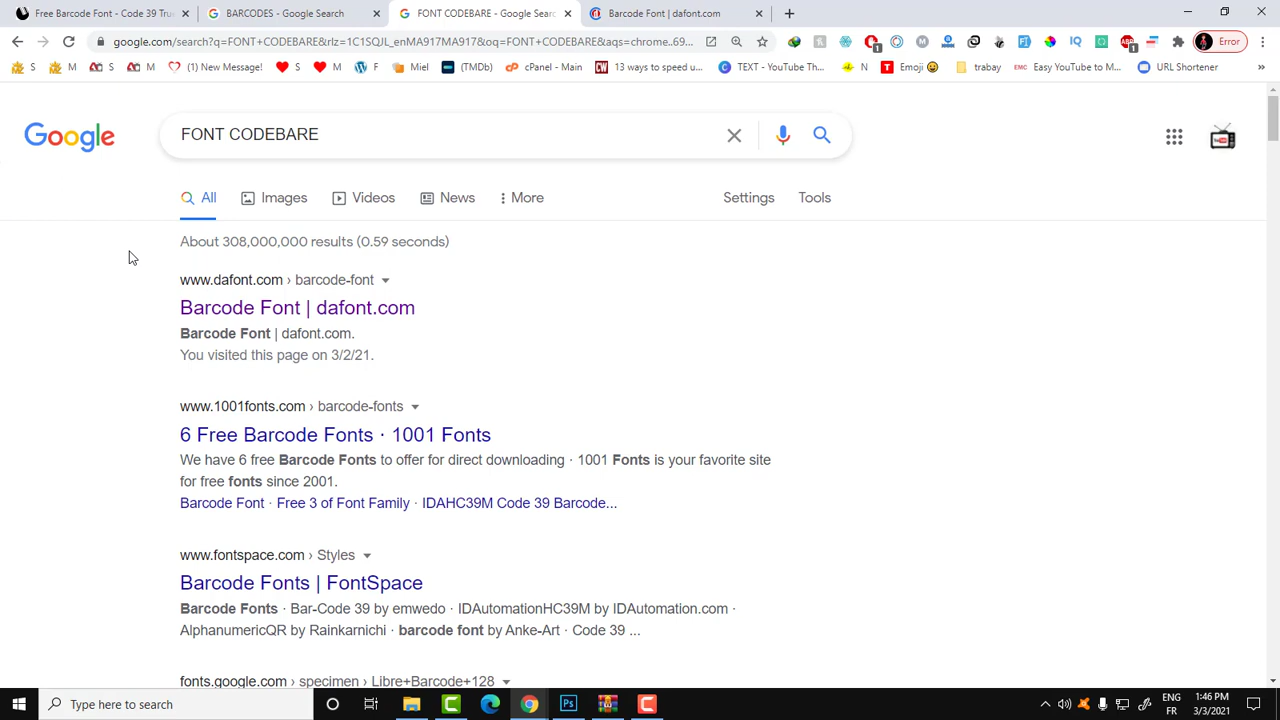 Free Barcode Font - Code 39 Tru
BARCODES - Google Search
FONT CODEBARE - Google Sear
Barcode Font | dafont.com
google.com/search?q=FONT+CODEBARE&rlz=1C1SQJL_enMA917MA917&oq=FONT+CODEBARE&aqs=chrome..69...
Error
S
M
S
M
(1) New Message!
S
M
F
Miel
(TMDb)
cPanel - Main
13 ways to speed u...
TEXT - YouTube Th...
N
Emoji
trabay
Easy YouTube to M...
URL Shortener
Google
FONT CODEBARE
All
Images
Videos
News
More
Settings
Tools
About 308,000,000 results (0.59 seconds)
www.dafont.com › barcode-font
Barcode Font | dafont.com
Barcode Font | dafont.com.
You visited this page on 3/2/21.
www.1001fonts.com › barcode-fonts
6 Free Barcode Fonts · 1001 Fonts
We have 6 free Barcode Fonts to offer for direct downloading · 1001 Fonts is your favorite site
for free fonts since 2001.
Barcode Font · Free 3 of Font Family · IDAHC39M Code 39 Barcode...
www.fontspace.com › Styles
Barcode Fonts | FontSpace
Barcode Fonts · Bar-Code 39 by emwedo · IDAutomationHC39M by IDAutomation.com ·
AlphanumericQR by Rainkarnichi · barcode font by Anke-Art · Code 39 ...
fonts.google.com › specimen › Libre+Barcode+128
Type here to search
Ps
ENG
FR
1:46 PM
3/3/2021